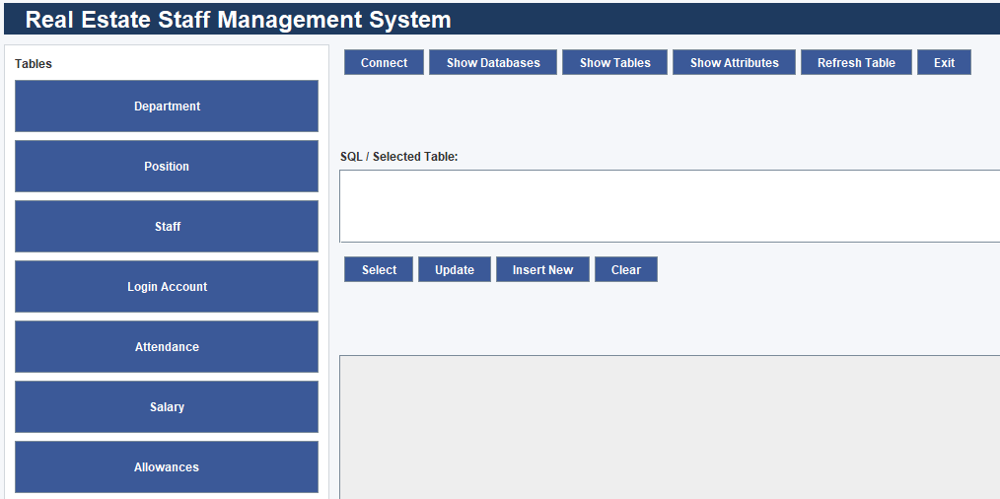 Real Estate Staff Management System
Tables
Department
Position
Staff
Login Account
Attendance
Salary
Allowances
Connect Show Databases Show Tables Show Attributes Refresh Table Exit
SQL / Selected Table:
Select Update Insert New Clear